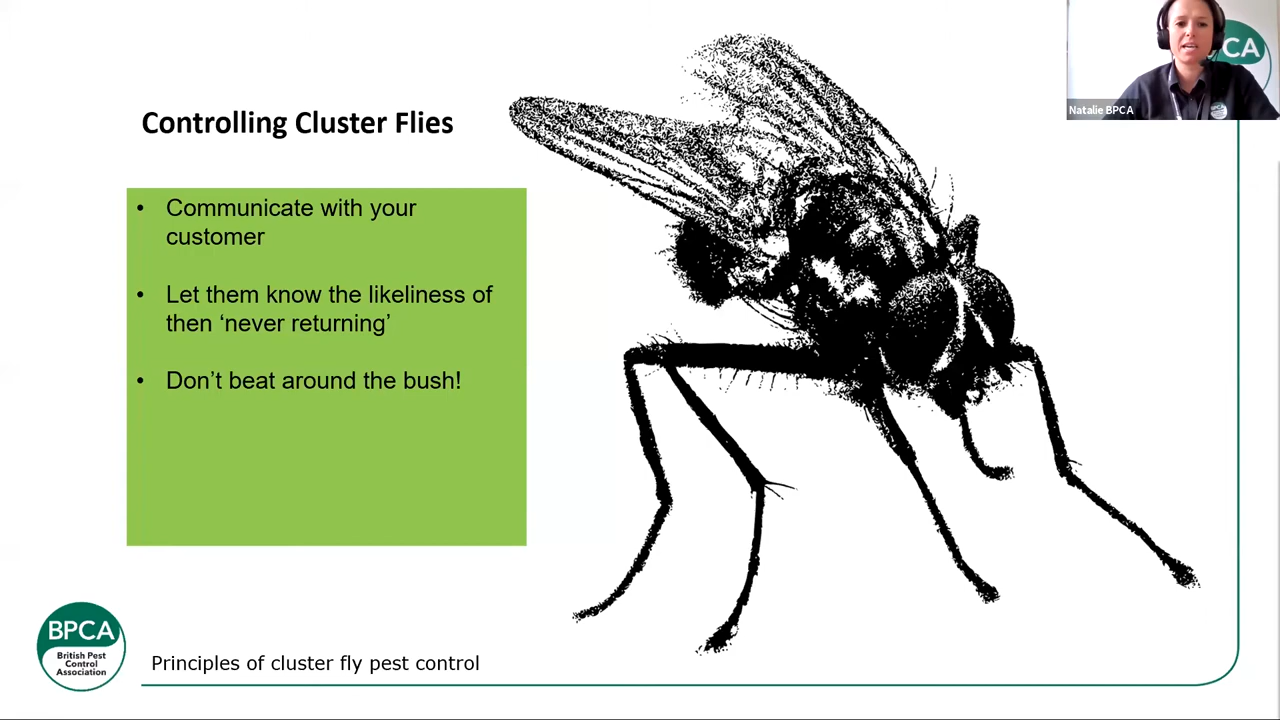 Controlling Cluster Flies
• Communicate with your
customer
• Let them know the likeliness of
then ‘never returning’
• Don’t beat around the bush!
BPCA
British Pest
Control
Association
Principles of cluster fly pest control
Natalie BPCA
CA